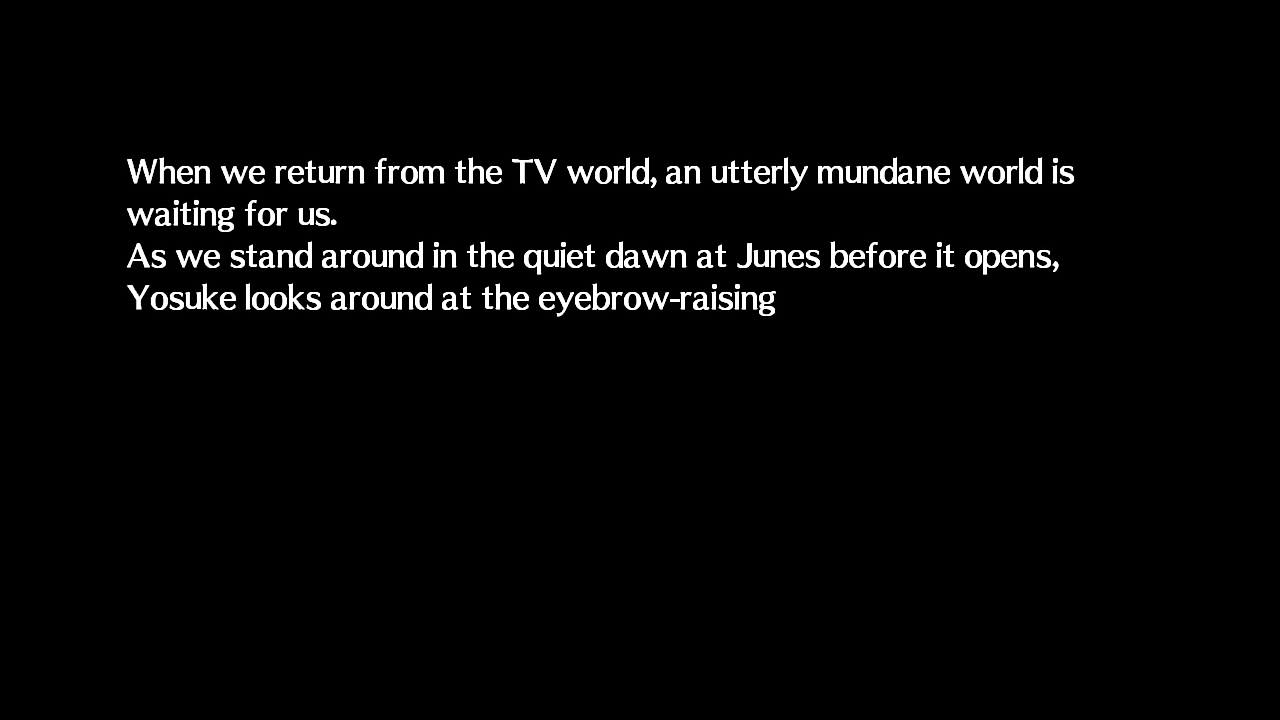 When we return from the TV world, an utterly mundane world is
waiting for us.
As we stand around in the quiet dawn at Junes before it opens,
Yosuke looks around at the eyebrow-raising